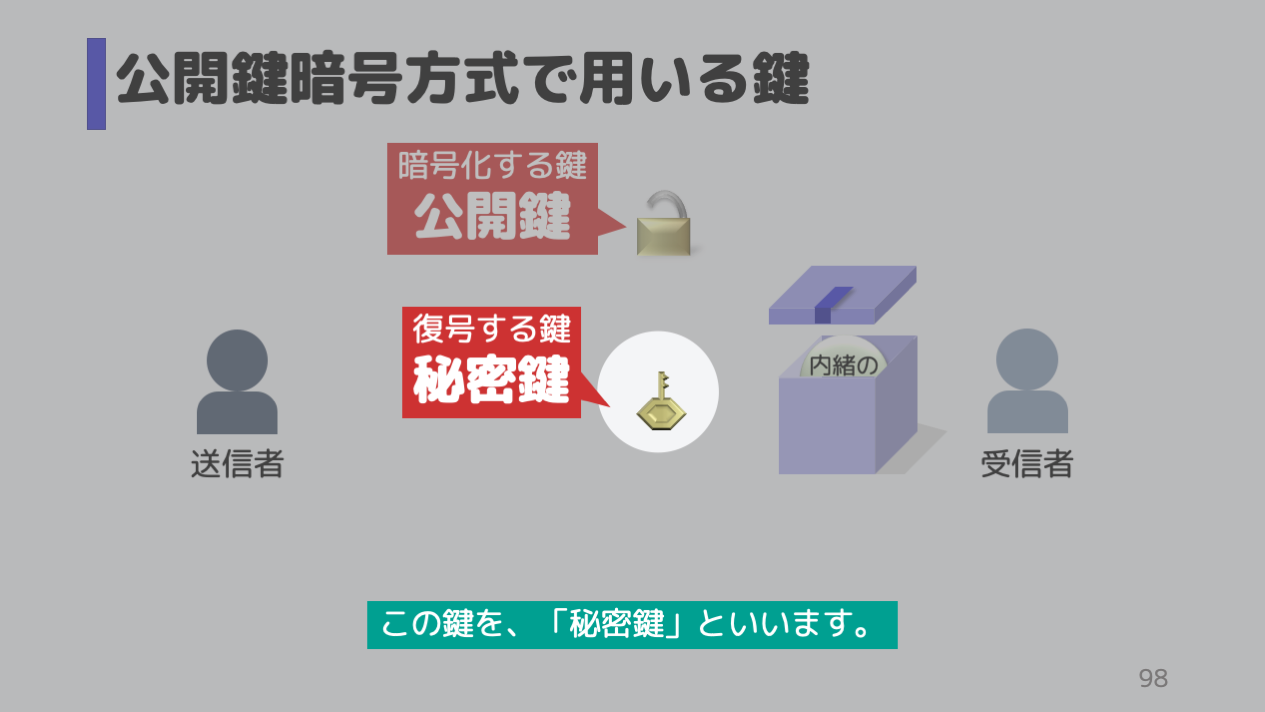 公開鍵暗号方式で用いる鍵
暗号化する鍵
公開鍵
復号する鍵
秘密鍵
内緒の
送信者
受信者
この鍵を、「秘密鍵」といいます。
98